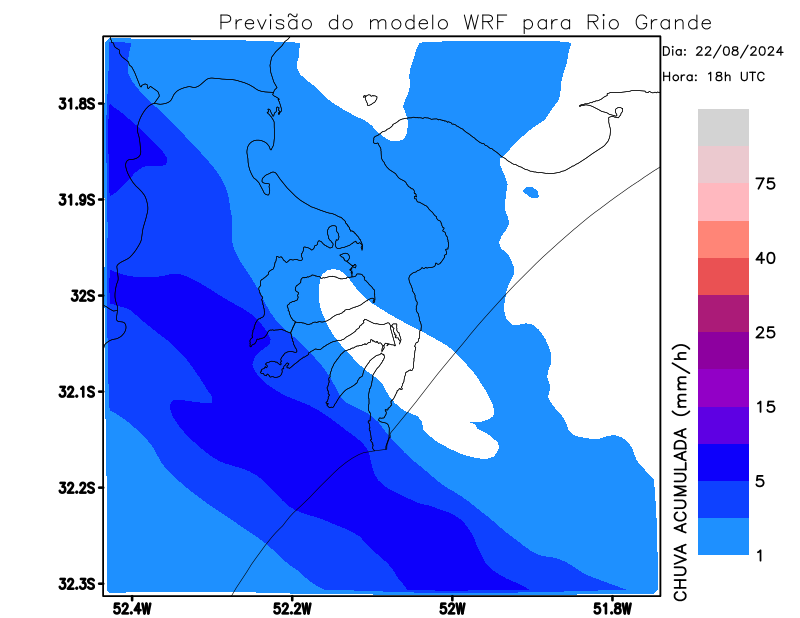 Previsão do modelo WRF para Rio Grande
Dia: 22/08/2024
Hora: 18h UTC
31.8S
31.9S
32S
32.1S
32.2S
32.3S
52.4W
52.2W
52W
51.8W
75
40
25
15
5
1
CHUVA ACUMULADA (mm/h)